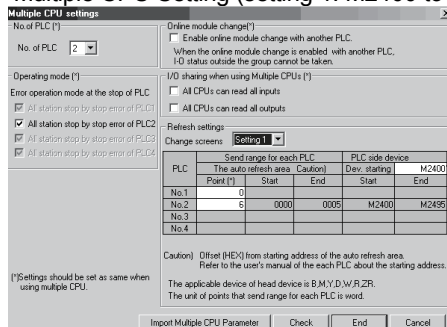 Multiple CPU settings
No.of PLC (*)
No. of PLC 2
Online module change(*)
Enable online module change with another PLC.
When the online module change is enabled with another PLC,
I-O status outside the group cannot be taken.
Operating mode (*)
Error operation mode at the stop of PLC
All station stop by stop error of PLC1
All station stop by stop error of PLC2
All station stop by stop error of PLC3
All station stop by stop error of PLC4
I/O sharing when using Multiple CPUs (*)
All CPUs can read all inputs
All CPUs can read all outputs
Refresh settings
Change screens Setting 1
PLC Send range for each PLC PLC side device
The auto refresh area Caution) Dev. starting M2400
Point (*) Start End Start End
No.1 0
No.2 6 0000 0005 M2400 M2495
No.3
No.4
Caution) Offset (HEX) from starting address of the auto refresh area.
Refer to the user's manual of the each PLC about the starting address.
The applicable device of head device is B,M,Y,D,W,R,ZR.
The unit of points that send range for each PLC is word.
(*)Settings should be set as same when
using multiple CPU.
Import Multiple CPU Parameter Check End Cancel